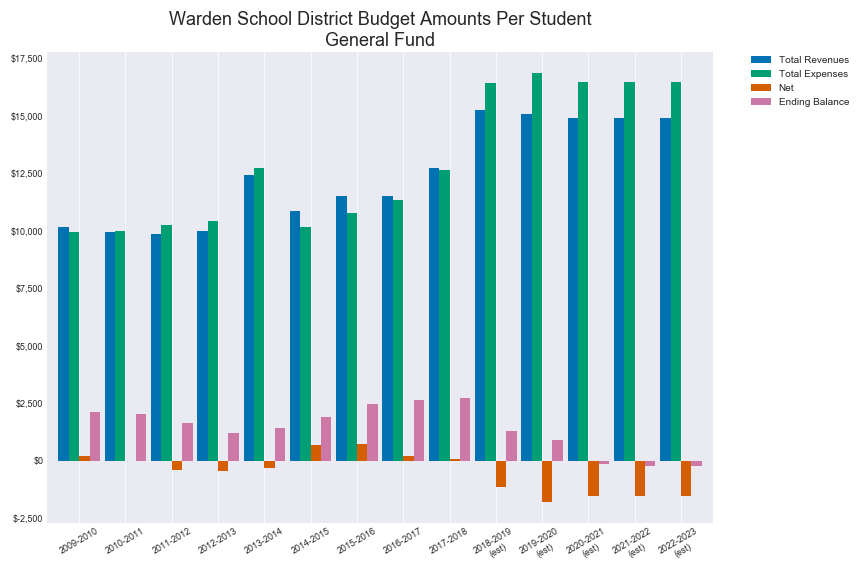 Warden School District Budget Amounts Per Student
General Fund
$17,500
$15,000
$12,500
$10,000
$7,500
$5,000
$2,500
$0
$-2,500
Total Revenues
Total Expenses
Net
Ending Balance
2009-2010
2010-2011
2011-2012
2012-2013
2013-2014
2014-2015
2015-2016
2016-2017
2017-2018
2018-2019
(est)
2019-2020
(est)
2020-2021
(est)
2021-2022
(est)
2022-2023
(est)